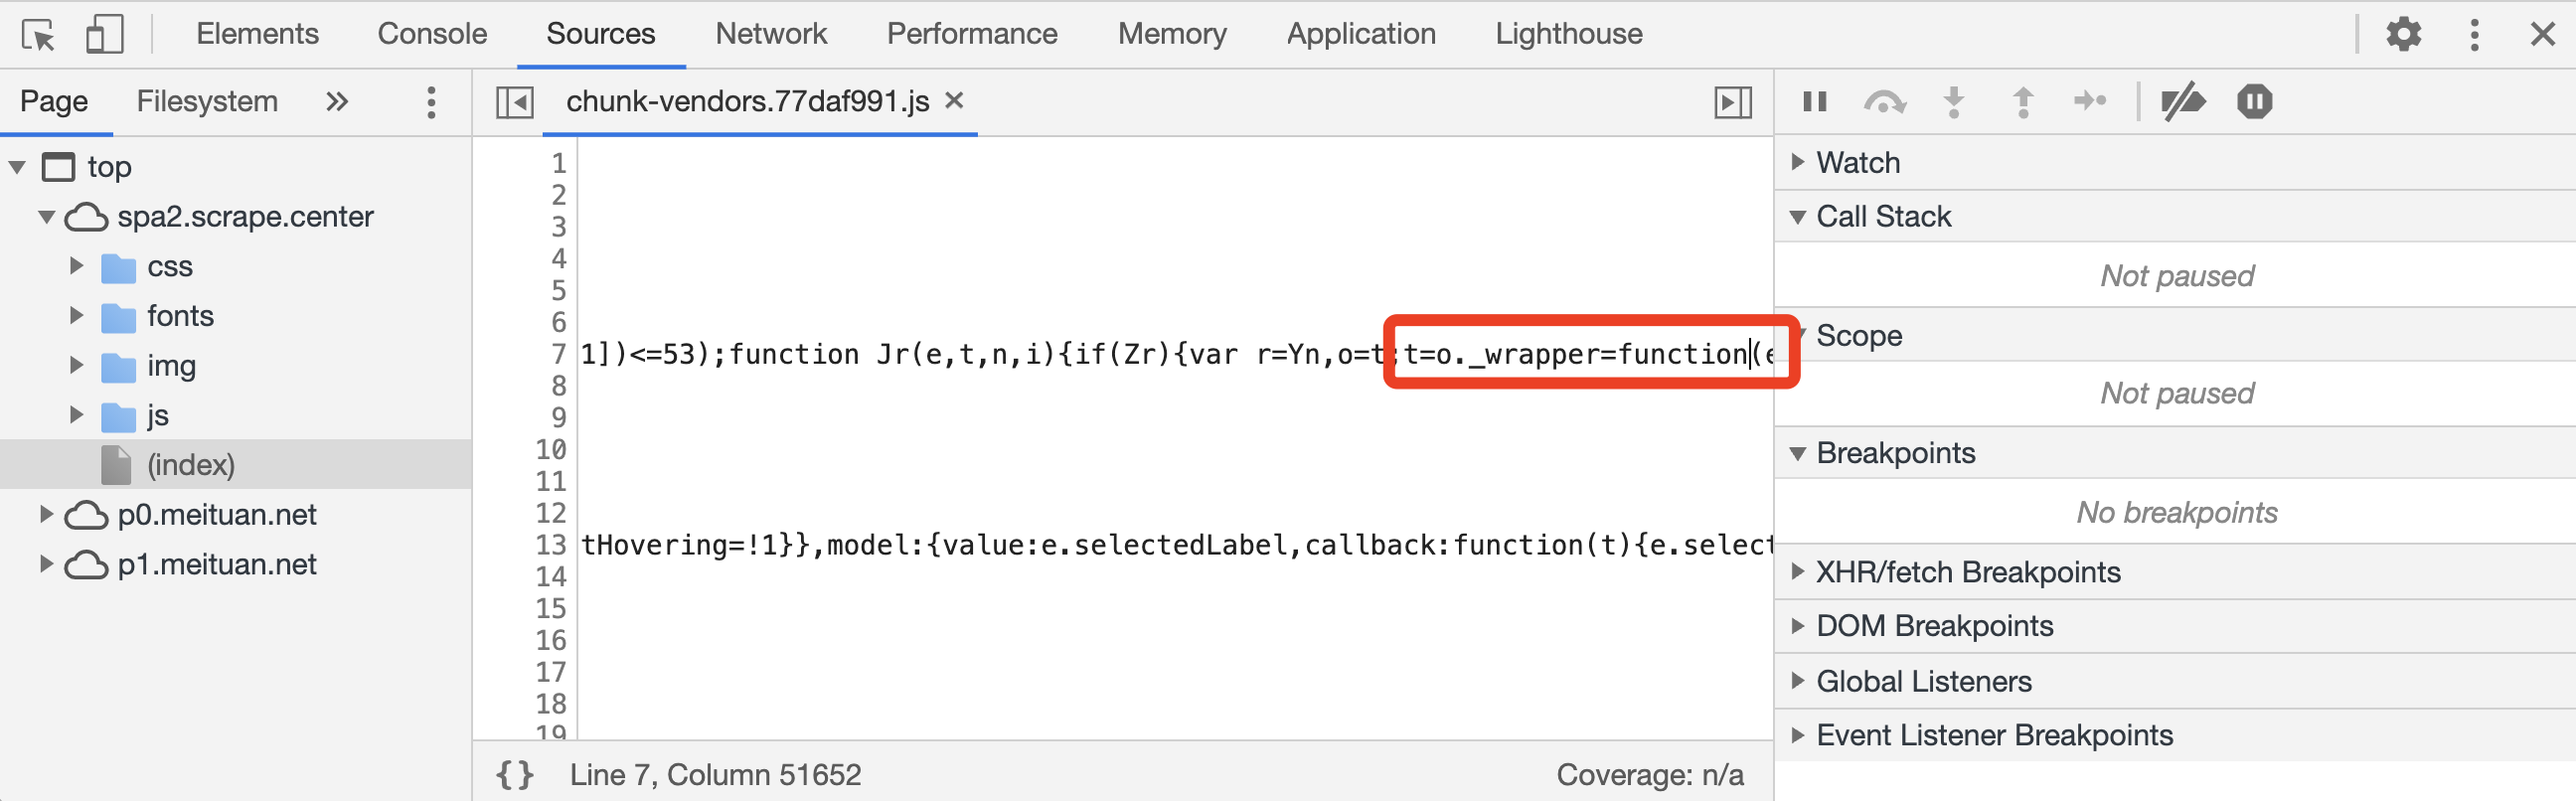 Elements Console Sources Network Performance Memory Application Lighthouse
Page Filesystem »
chunk-vendors.77daf991.js ×
top
spa2.scrape.center
css
fonts
img
js
(index)
p0.meituan.net
p1.meituan.net
1
2
3
4
5
6
7 1])<=53);function Jr(e,t,n,i){if(Zr){var r=Yn,o=t;t=o._wrapper=function(e
8
9
10
11
12
13 tHovering=!1}},model:{value:e.selectedLabel,callback:function(t){e.select
14
15
16
17
18
19
{} Line 7, Column 51652 Coverage: n/a
Watch
Call Stack
Not paused
Scope
Not paused
Breakpoints
No breakpoints
XHR/fetch Breakpoints
DOM Breakpoints
Global Listeners
Event Listener Breakpoints